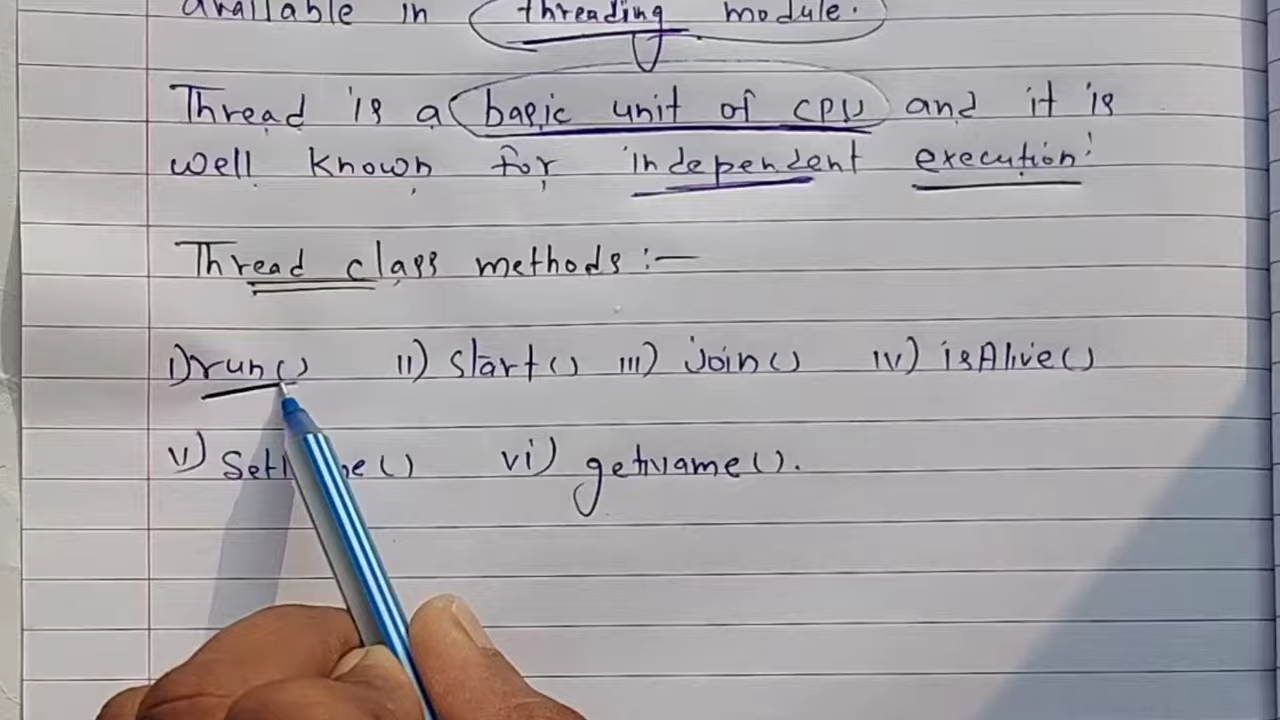 available in threading module.
Thread is a basic unit of CPU and it is
well known for independent execution.
Thread class methods :-
i) run() ii) start() iii) join() iv) isAlive()
v) vi) getName().